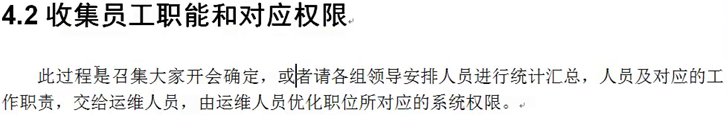 4.2 收集员工职能和对应权限
此过程是召集大家开会确定，或者请各组领导安排人员进行统计汇总，人员及对应的工
作职责，交给运维人员，由运维人员优化职位所对应的系统权限。